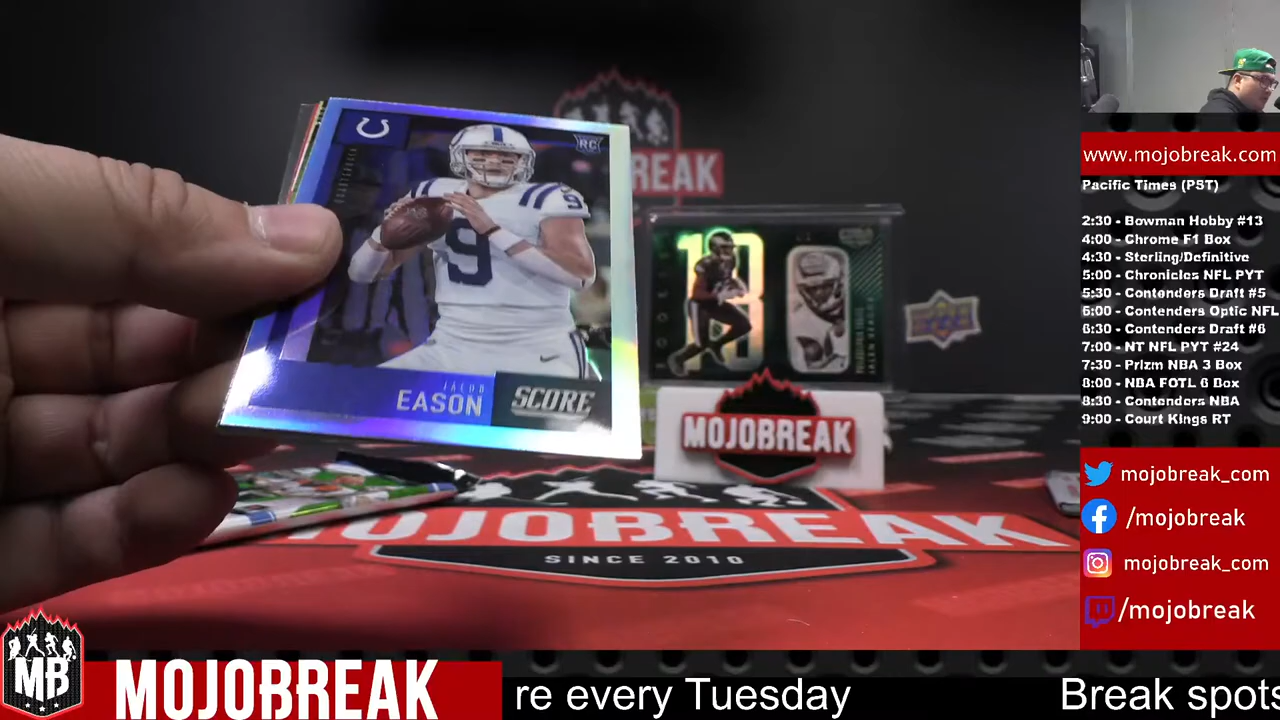 RC
9
9
JACOB
EASON
SCORE
BREAK
18
MOJOBREAK
MOJOBREAK
SINCE 2010
www.mojobreak.com
Pacific Times (PST)
2:30 - Bowman Hobby #13
4:00 - Chrome F1 Box
4:30 - Sterling/Definitive
5:00 - Chronicles NFL PYT
5:30 - Contenders Draft #5
6:00 - Contenders Optic NFL
6:30 - Contenders Draft #6
7:00 - NT NFL PYT #24
7:30 - Prizm NBA 3 Box
8:00 - NBA FOTL 6 Box
8:30 - Contenders NBA
9:00 - Court Kings RT
mojobreak_com
/mojobreak
mojobreak_com
/mojobreak
MB
MOJOBREAK
re every Tuesday
Break spots